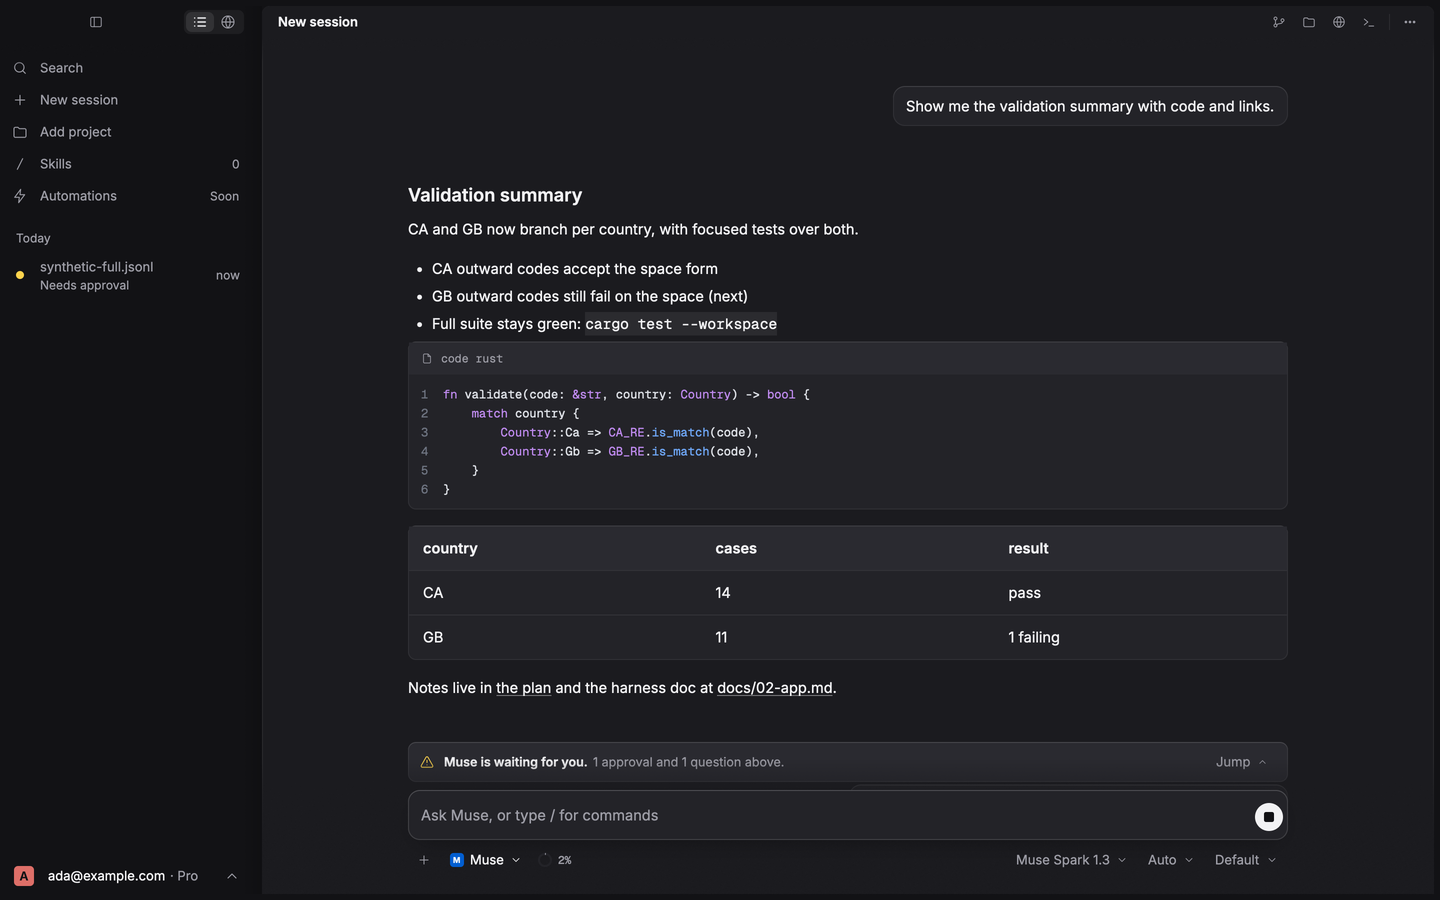 New session
Search
New session
Add project
Skills
0
Automations
Soon
Today
synthetic-full.jsonl
Needs approval
now
Show me the validation summary with code and links.
Validation summary
CA and GB now branch per country, with focused tests over both.
• CA outward codes accept the space form
• GB outward codes still fail on the space (next)
• Full suite stays green: cargo test --workspace
code rust
1 fn validate(code: &str, country: Country) -> bool {
2     match country {
3         Country::Ca => CA_RE.is_match(code),
4         Country::Gb => GB_RE.is_match(code),
5     }
6 }
country cases result
CA 14 pass
GB 11 1 failing
Notes live in the plan and the harness doc at docs/02-app.md.
Muse is waiting for you. 1 approval and 1 question above.
Jump
Ask Muse, or type / for commands
M Muse
2%
Muse Spark 1.3
Auto
Default
A ada@example.com · Pro